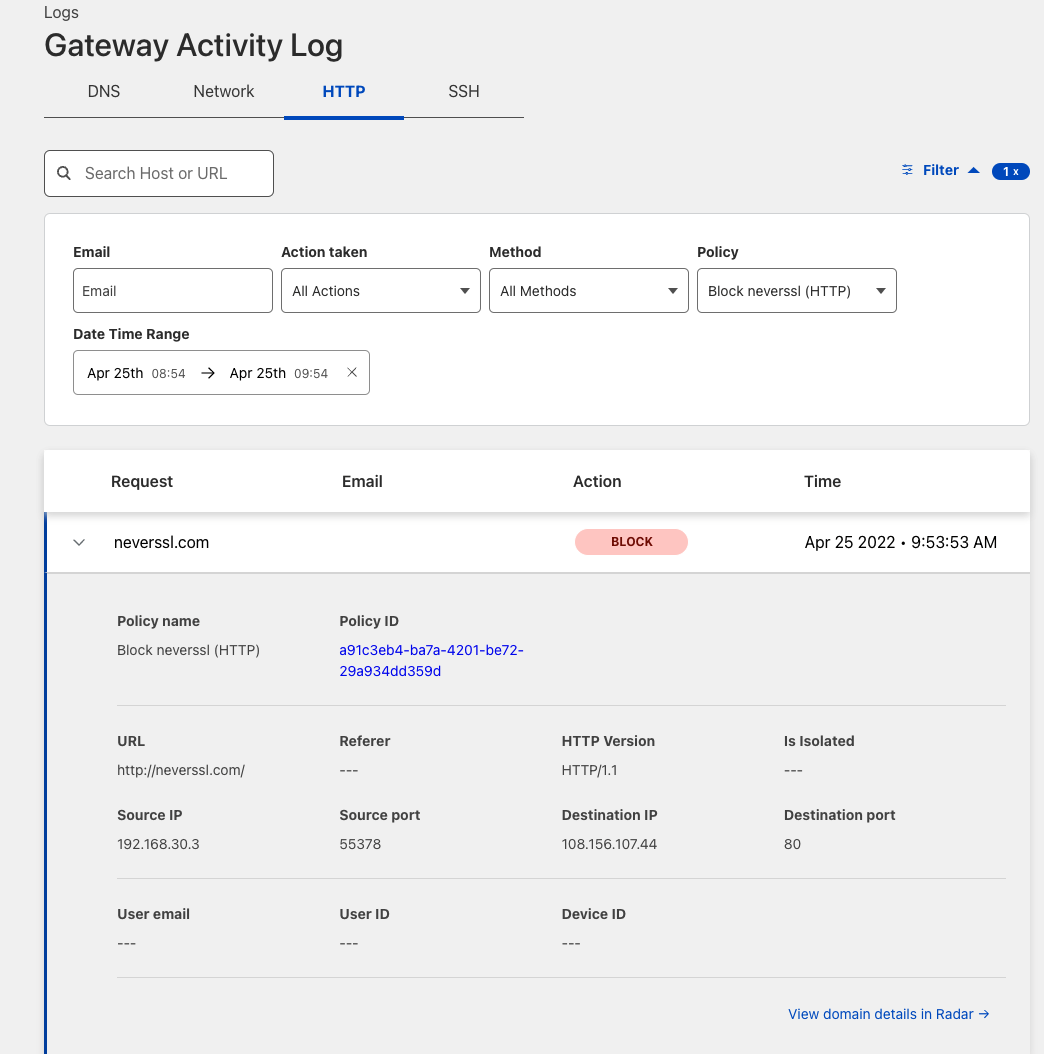 Logs
Gateway Activity Log
DNS Network HTTP SSH
Search Host or URL
Filter 1 x
Email Action taken Method Policy
Email All Actions All Methods Block neverssl (HTTP)
Date Time Range
Apr 25th 08:54 → Apr 25th 09:54 ×
Request Email Action Time
neverssl.com BLOCK Apr 25 2022 • 9:53:53 AM
Policy name Policy ID
Block neverssl (HTTP) a91c3eb4-ba7a-4201-be72-
29a934dd359d
URL Referer HTTP Version Is Isolated
http://neverssl.com/ --- HTTP/1.1 ---
Source IP Source port Destination IP Destination port
192.168.30.3 55378 108.156.107.44 80
User email User ID Device ID
--- --- ---
View domain details in Radar →